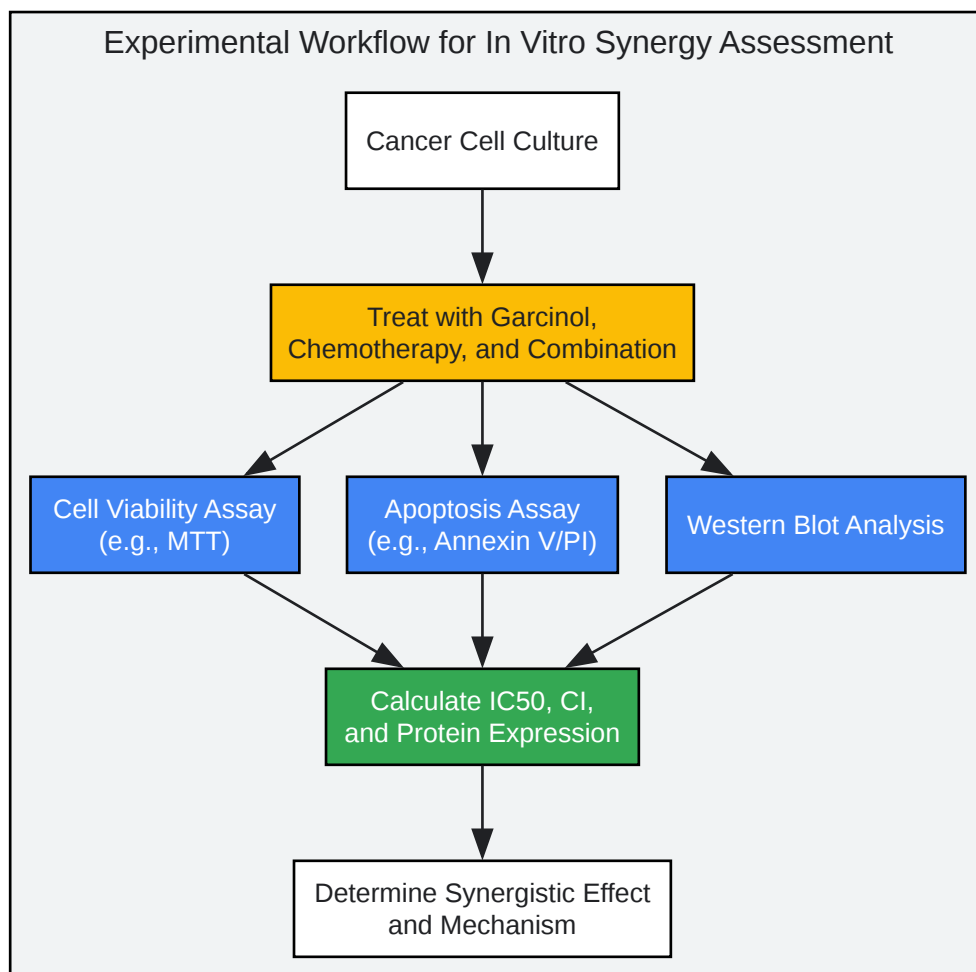 Experimental Workflow for In Vitro Synergy Assessment
Cancer Cell Culture
Treat with Garcinol,
Chemotherapy, and Combination
Cell Viability Assay
(e.g., MTT)
Apoptosis Assay
(e.g., Annexin V/PI)
Western Blot Analysis
Calculate IC50, CI,
and Protein Expression
Determine Synergistic Effect
and Mechanism